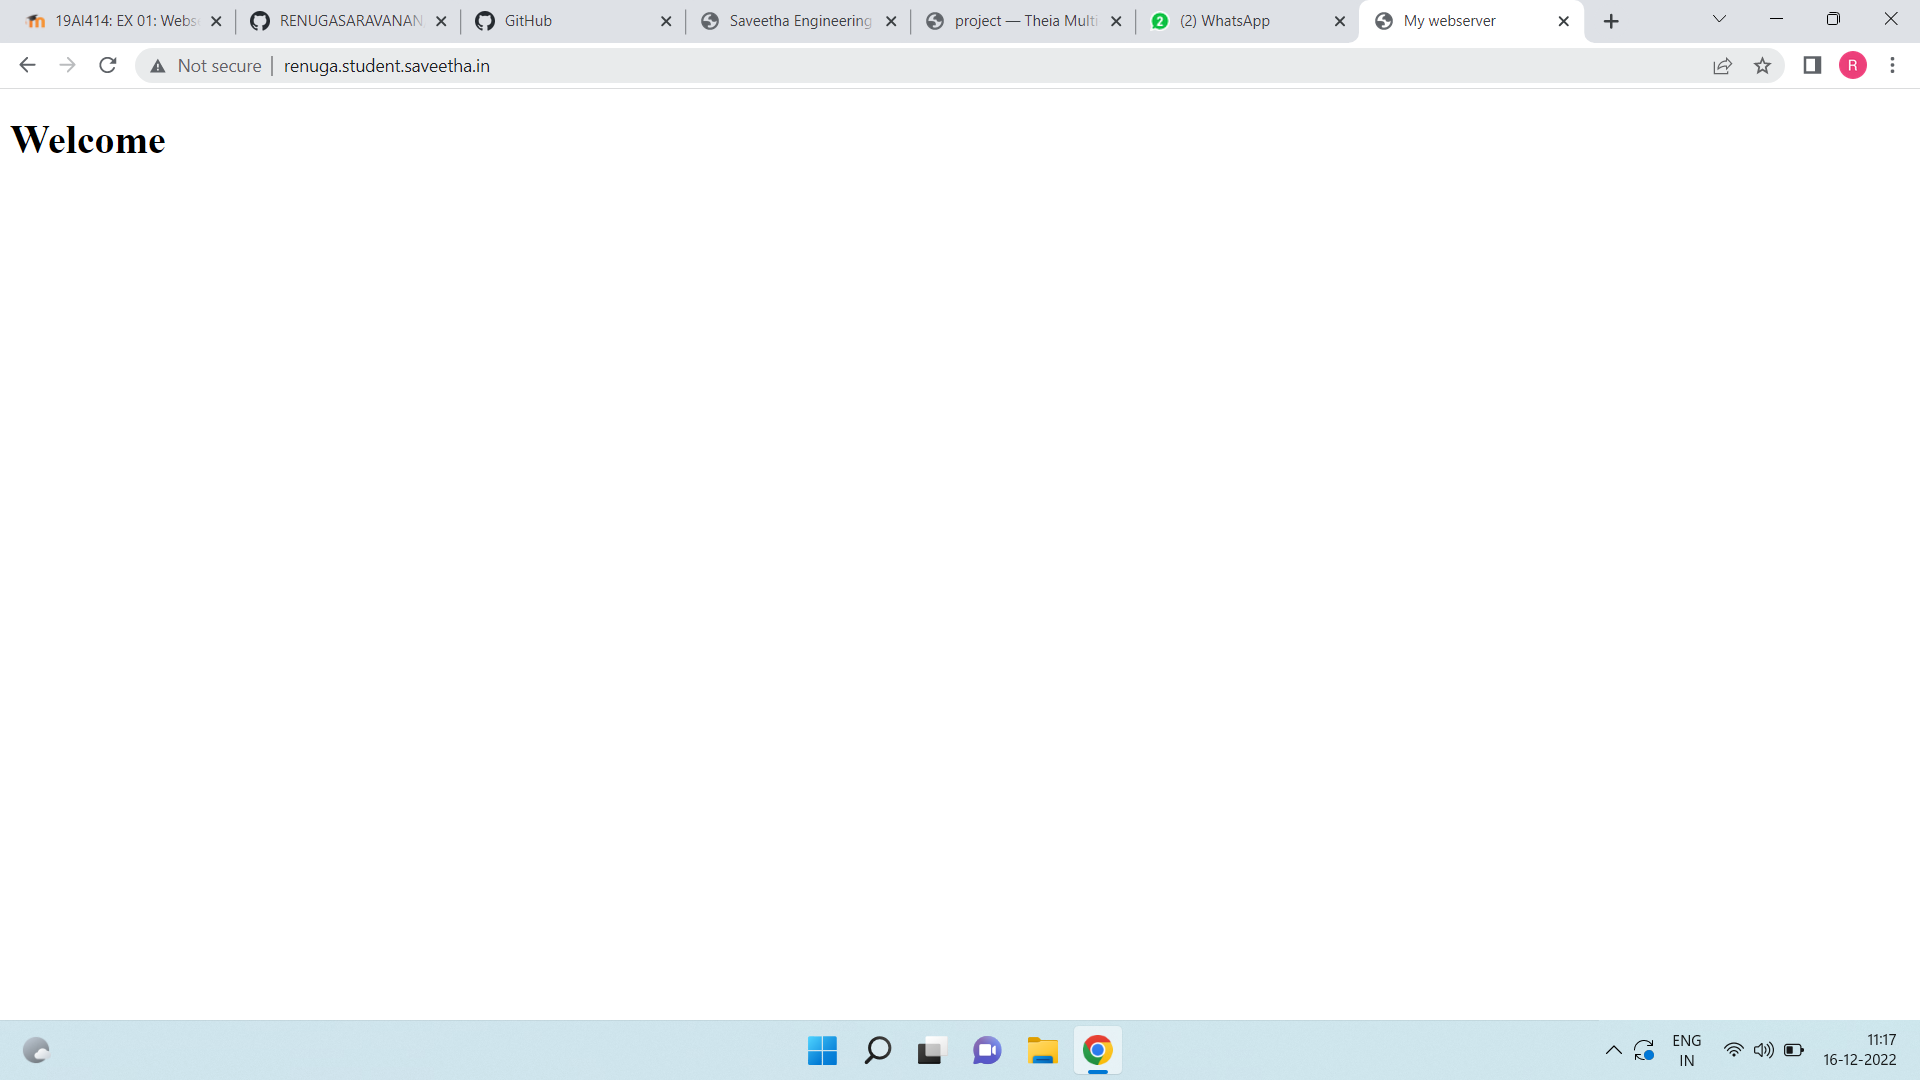 19AI414: EX 01: Webs
RENUGASARAVANAN
GitHub
Saveetha Engineering
project — Theia Multi
2
(2) WhatsApp
My webserver
Not secure
renuga.student.saveetha.in
R
Welcome
ENG
IN
11:17
16-12-2022